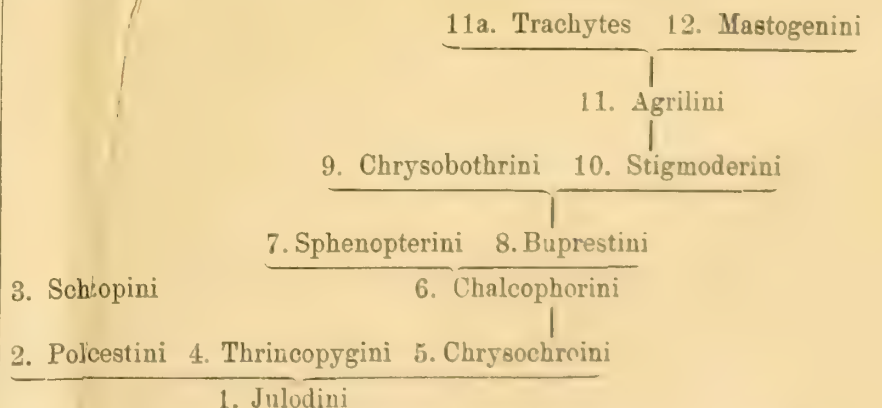 11a. Trachytes 12. Mastogenini
11. Agrilini
9. Chrysobothrini 10. Stigmoderini
7. Sphenopterini 8. Buprestini
3. Schizopini 6. Chalcophorini
2. Polcestini 4. Thrincopygini 5. Chrysochroini
1. Julodini